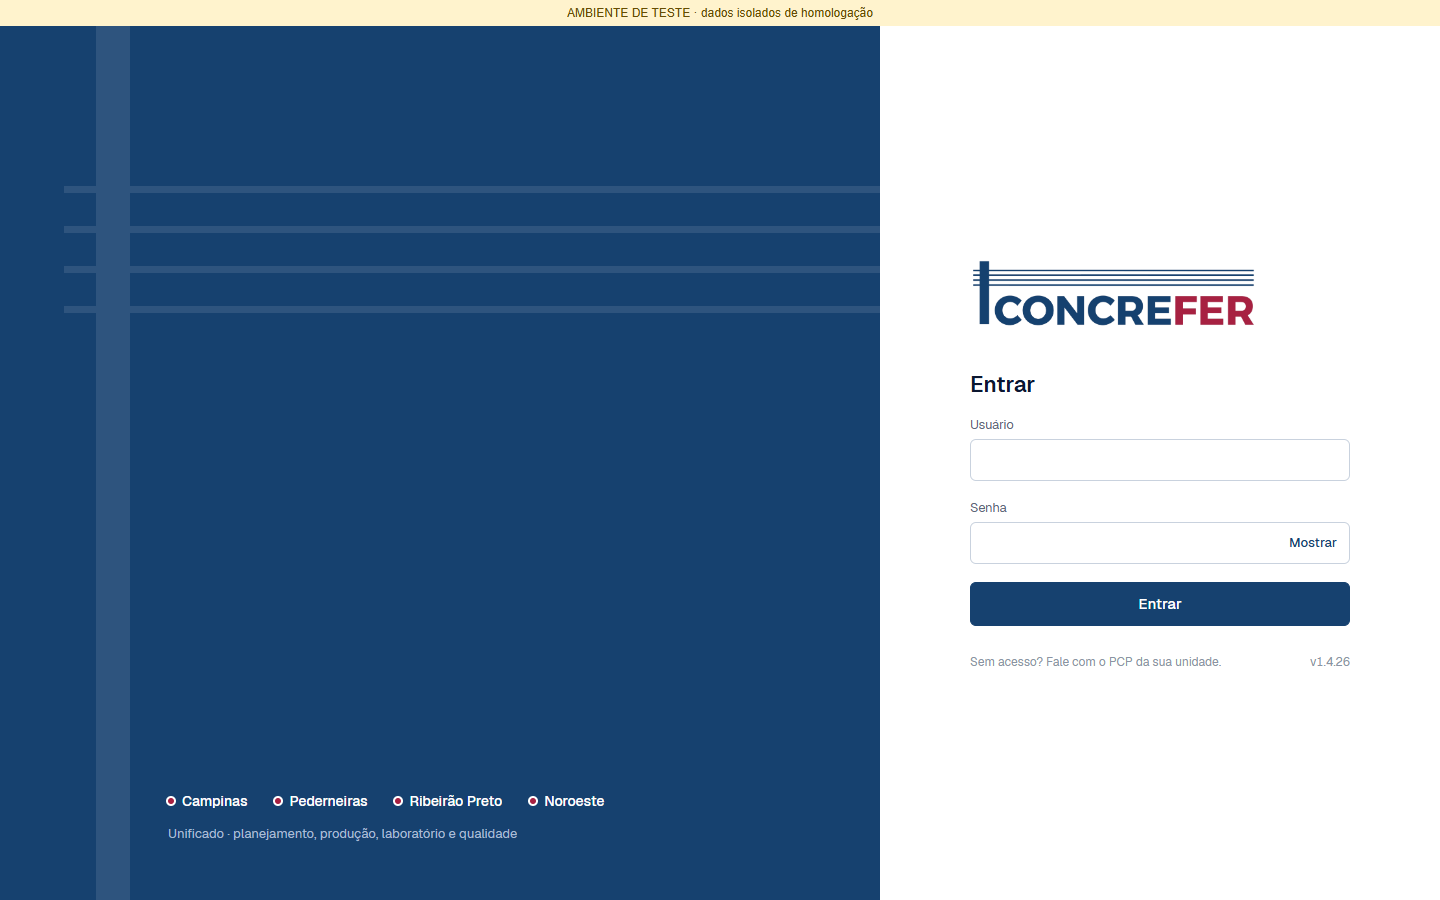 AMBIENTE DE TESTE · dados isolados de homologação
CONCREFER
Entrar
Usuário
Senha
Mostrar
Entrar
Sem acesso? Fale com o PCP da sua unidade.
v1.4.26
Campinas
Pederneiras
Ribeirão Preto
Noroeste
Unificado · planejamento, produção, laboratório e qualidade